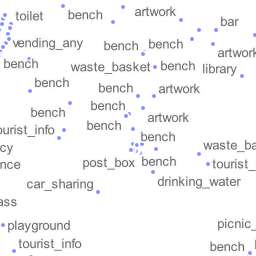 toilet
bench
artwork
bar
vending_any
bench
bench
artwork
bench
waste_basket
bench
library
bench
bench
artwork
bench
bench
artwork
ourist_info
bench
bench
cy
waste_ba
nce
post_box
bench
tourist_
car_sharing
drinking_water
ass
playground
picnic_
tourist_info
bench